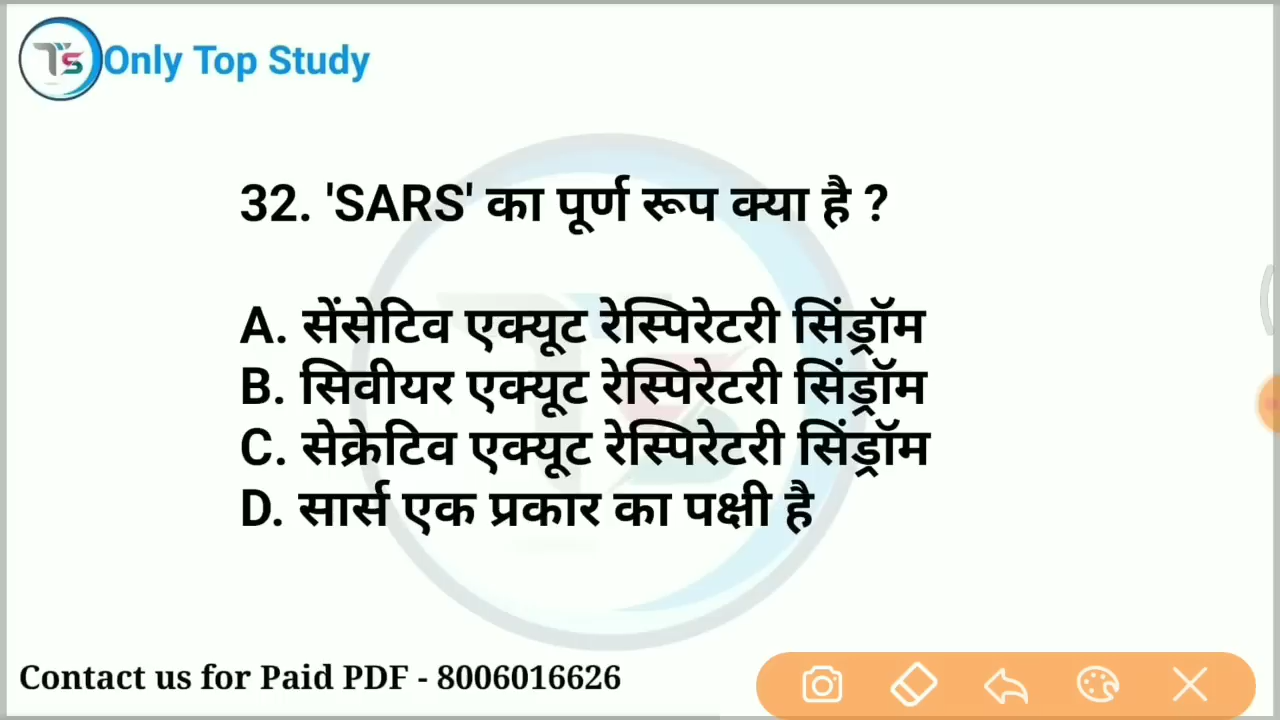 TS Only Top Study
32. 'SARS' का पूर्ण रूप क्या है ?
A. सेंसेटिव एक्यूट रेस्पिरेटरी सिंड्रॉम
B. सिवीयर एक्यूट रेस्पिरेटरी सिंड्रॉम
C. सेक्रेटिव एक्यूट रेस्पिरेटरी सिंड्रॉम
D. सार्स एक प्रकार का पक्षी है
Contact us for Paid PDF - 8006016626